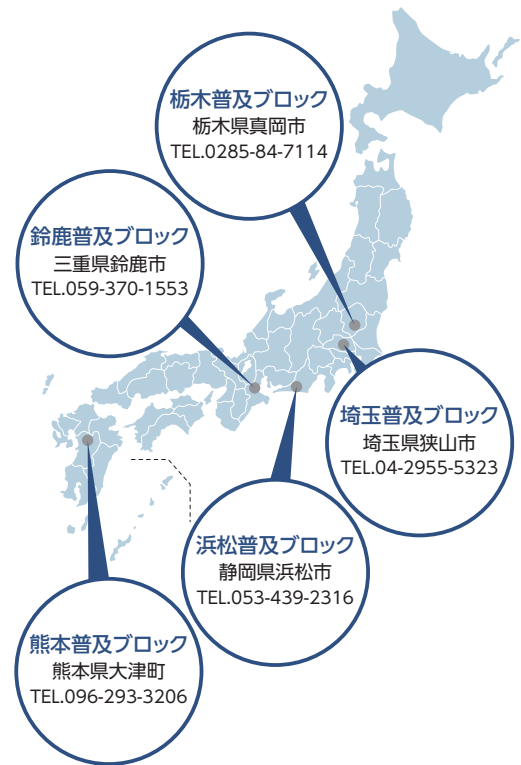 栃木普及ブロック
栃木県真岡市
TEL.0285-84-7114
鈴鹿普及ブロック
三重県鈴鹿市
TEL.059-370-1553
埼玉普及ブロック
埼玉県狭山市
TEL.04-2955-5323
浜松普及ブロック
静岡県浜松市
TEL.053-439-2316
熊本普及ブロック
熊本県大津町
TEL.096-293-3206